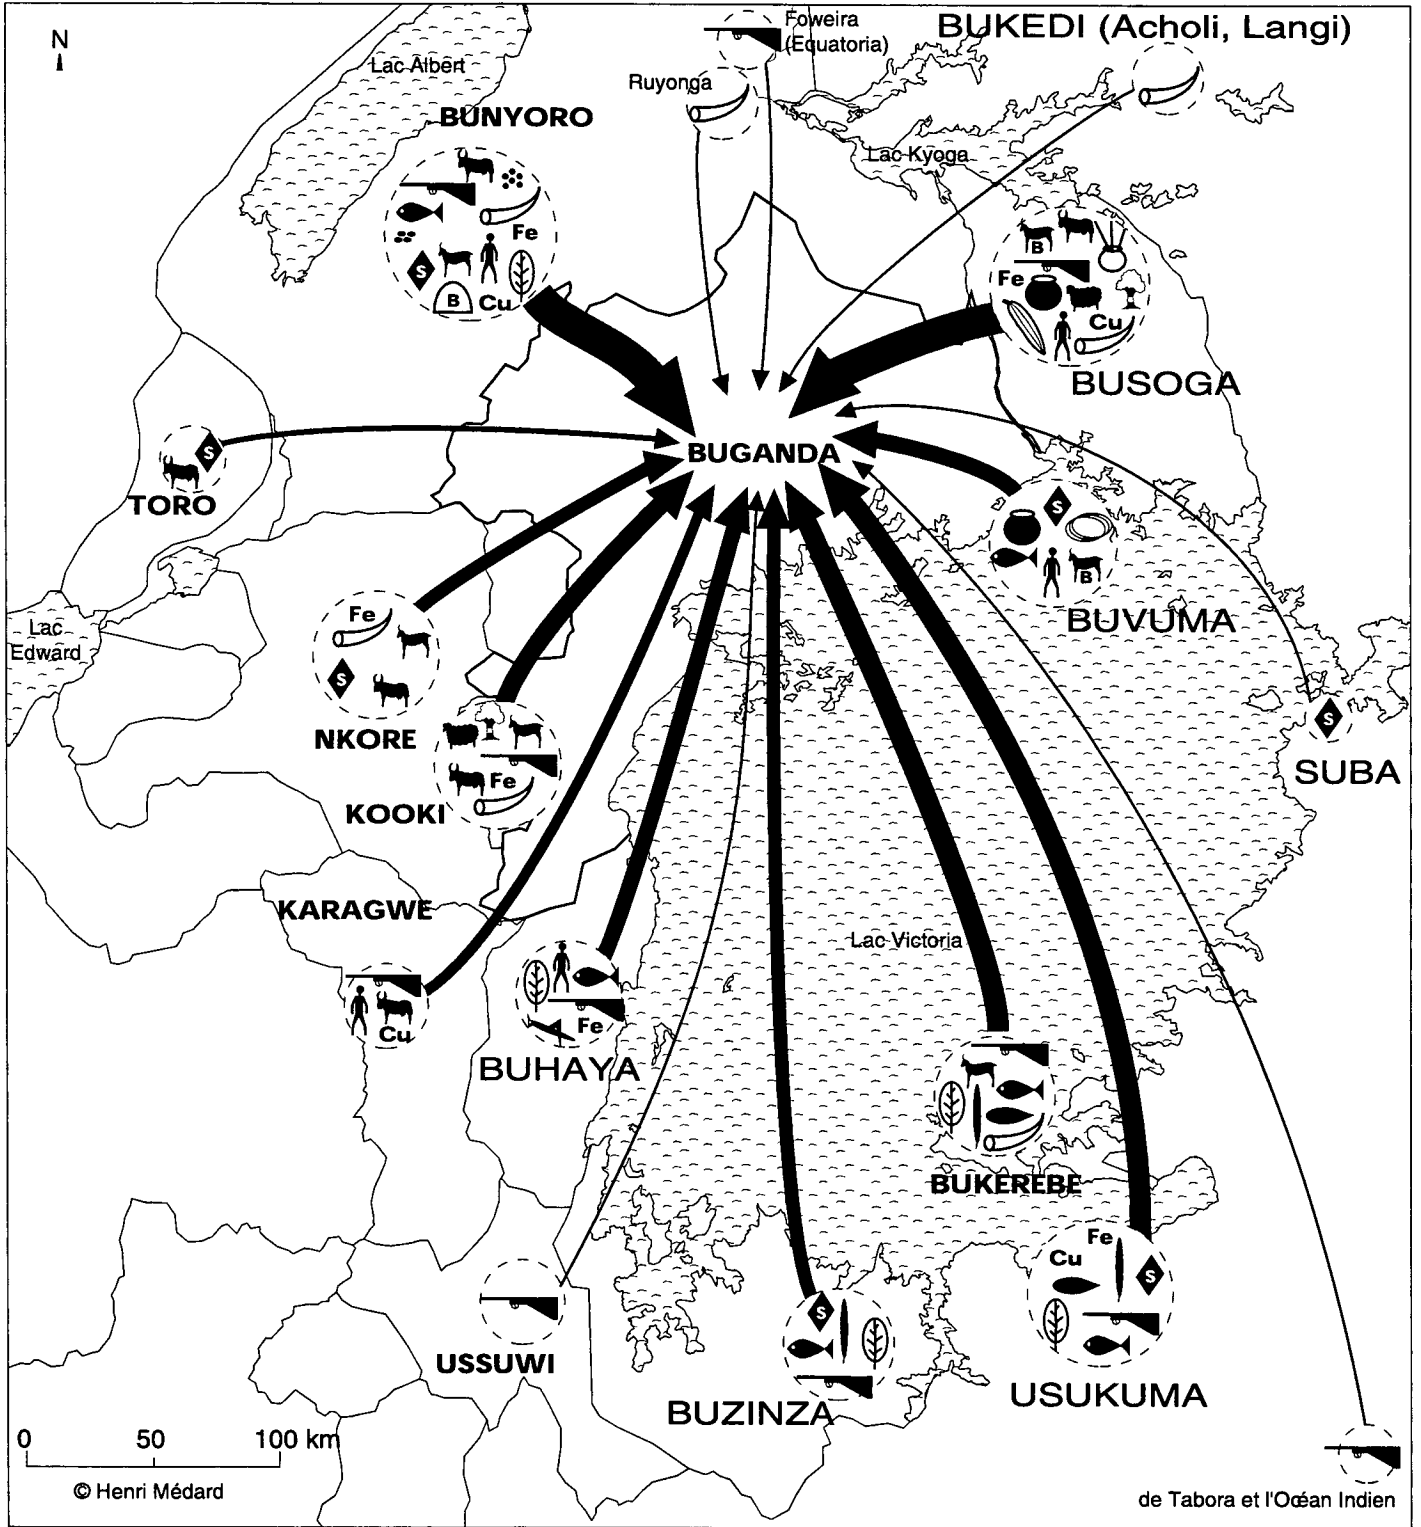 N
Lac Albert
Foweira
(Equatoria)
BUKEDI (Acholi, Langi)
Ruyonga
BUNYORO
Lac Kyoga
Fe
S
B
Cu
B
Fe
Cu
BUSOGA
S
TORO
BUGANDA
S
B
BUVUMA
Fe
S
NKORE
Lac
Edward
Fe
KOOKI
S
SUBA
KARAGWE
Cu
Fe
BUHAYA
Lac Victoria
BUKEREBE
Fe
Cu
S
USUKUMA
S
BUZINZA
USSUWI
0 50 100 km
© Henri Médard
de Tabora et l'Océan Indien